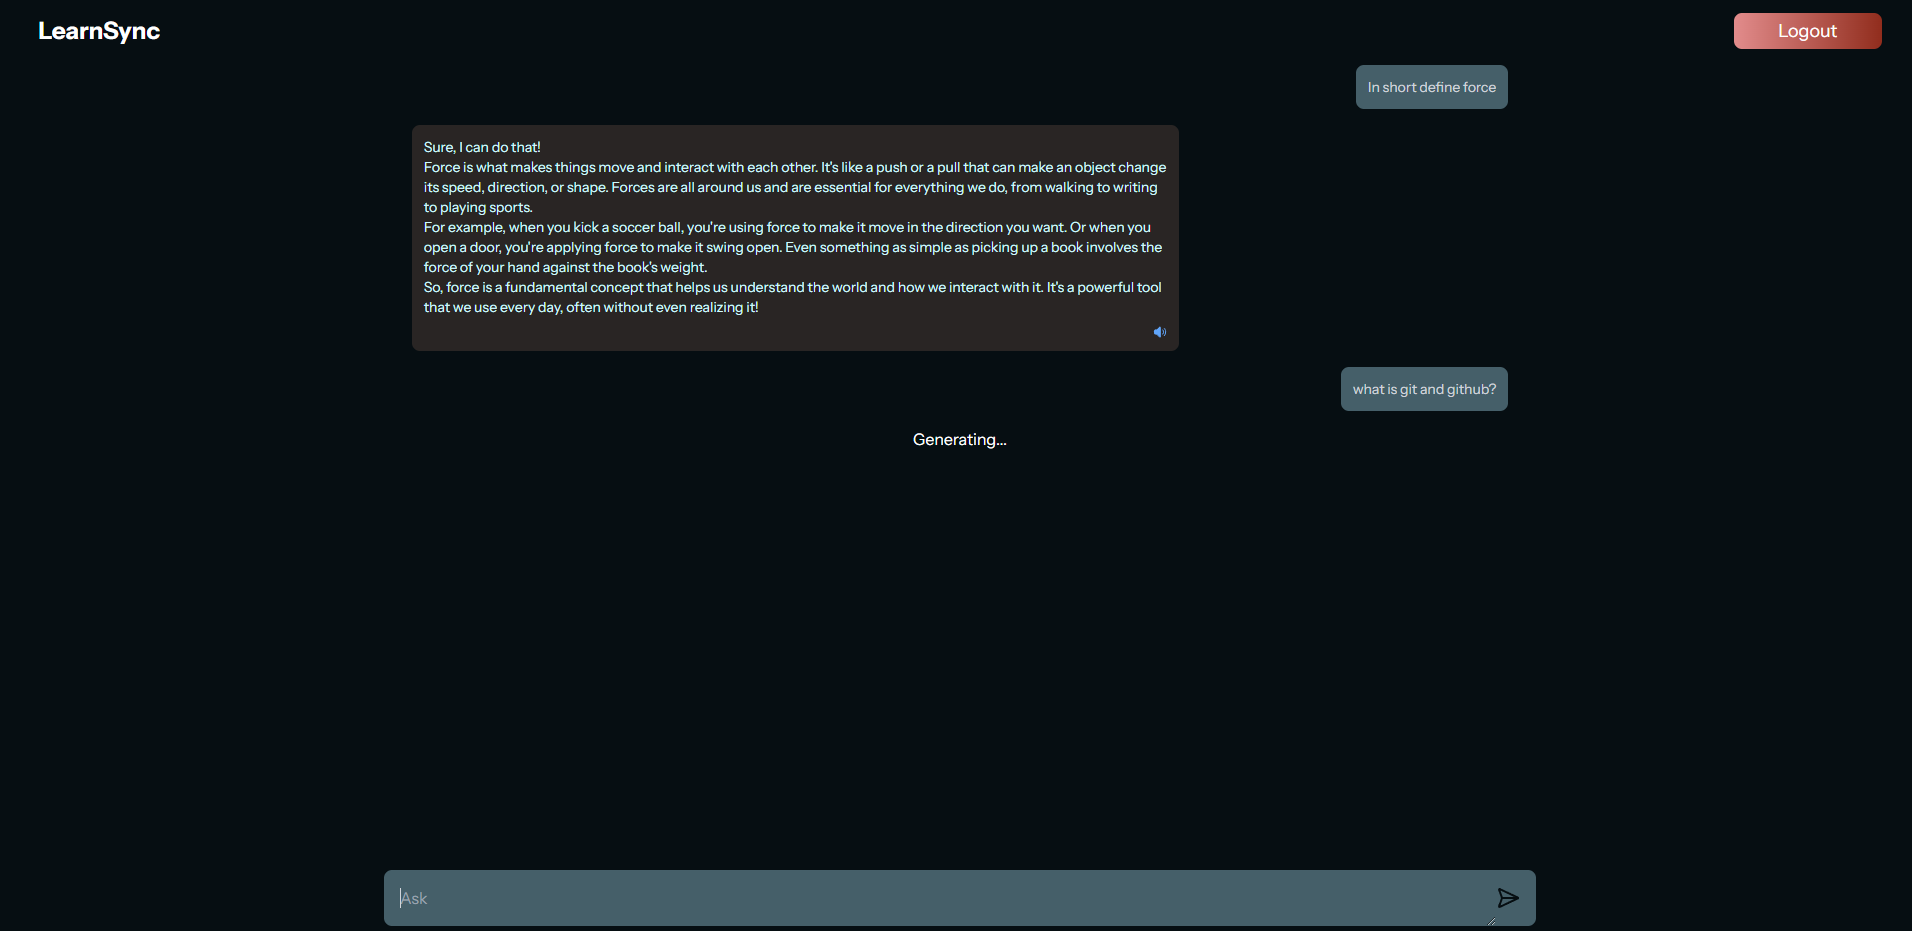 LearnSync
Logout
In short define force
Sure, I can do that!
Force is what makes things move and interact with each other. It's like a push or a pull that can make an object change
its speed, direction, or shape. Forces are all around us and are essential for everything we do, from walking to writing
to playing sports.
For example, when you kick a soccer ball, you're using force to make it move in the direction you want. Or when you
open a door, you're applying force to make it swing open. Even something as simple as picking up a book involves the
force of your hand against the book's weight.
So, force is a fundamental concept that helps us understand the world and how we interact with it. It's a powerful tool
that we use every day, often without even realizing it!
what is git and github?
Generating...
Ask